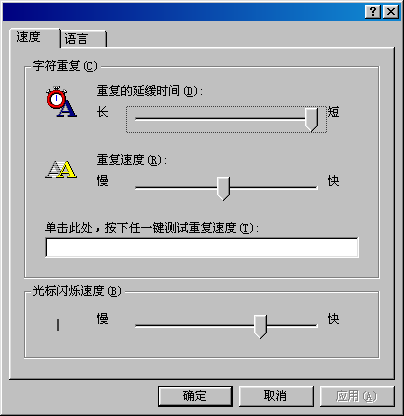 速度 语言
字符重复(C)
重复的延缓时间(D):
长 短
重复速度(R):
慢 快
单击此处，按下任一键测试重复速度(T):
光标闪烁速度(B)
慢 快
确定 取消 应用(A)